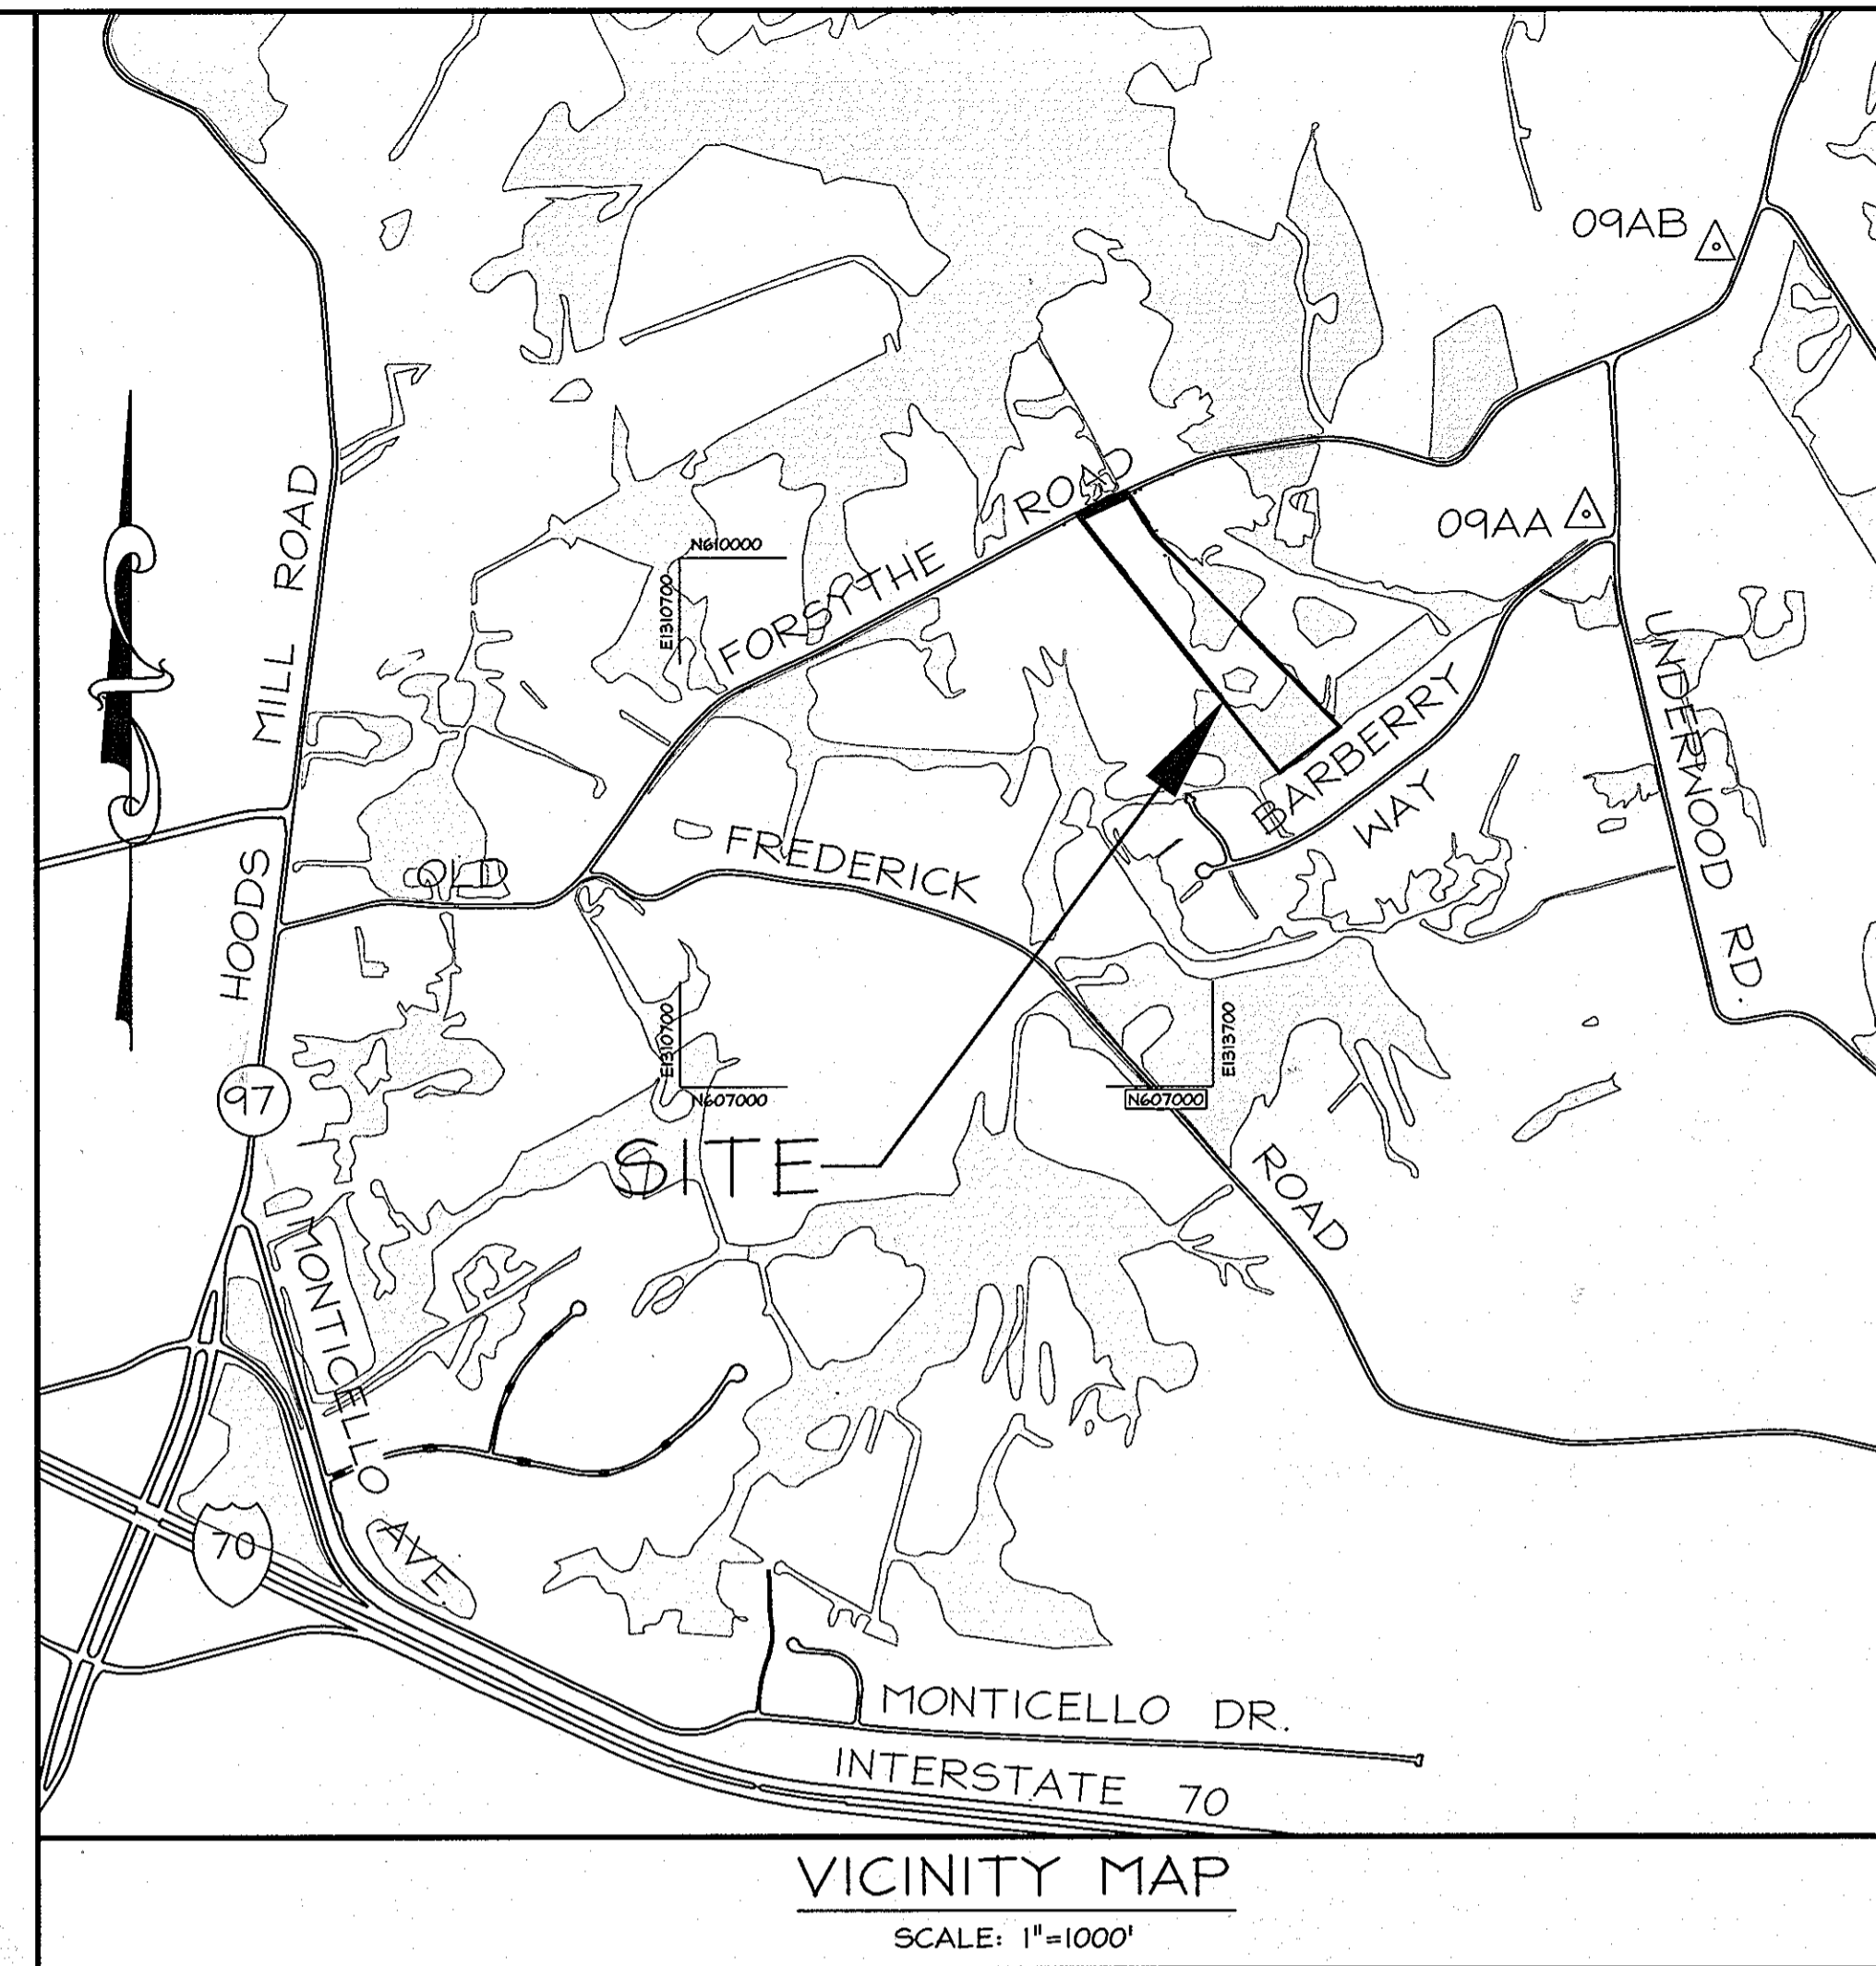 09AB
09AA
FORSYTHE ROAD
N610000
E1310700
HOODS MILL ROAD
BARBERRY
WAY
UNDERWOOD RD.
OLD FREDERICK ROAD
E1310700
N607000
E1313700
N607000
97
SITE
MONTICELLO AVE.
70
MONTICELLO DR.
INTERSTATE 70
VICINITY MAP
SCALE: 1"=1000'